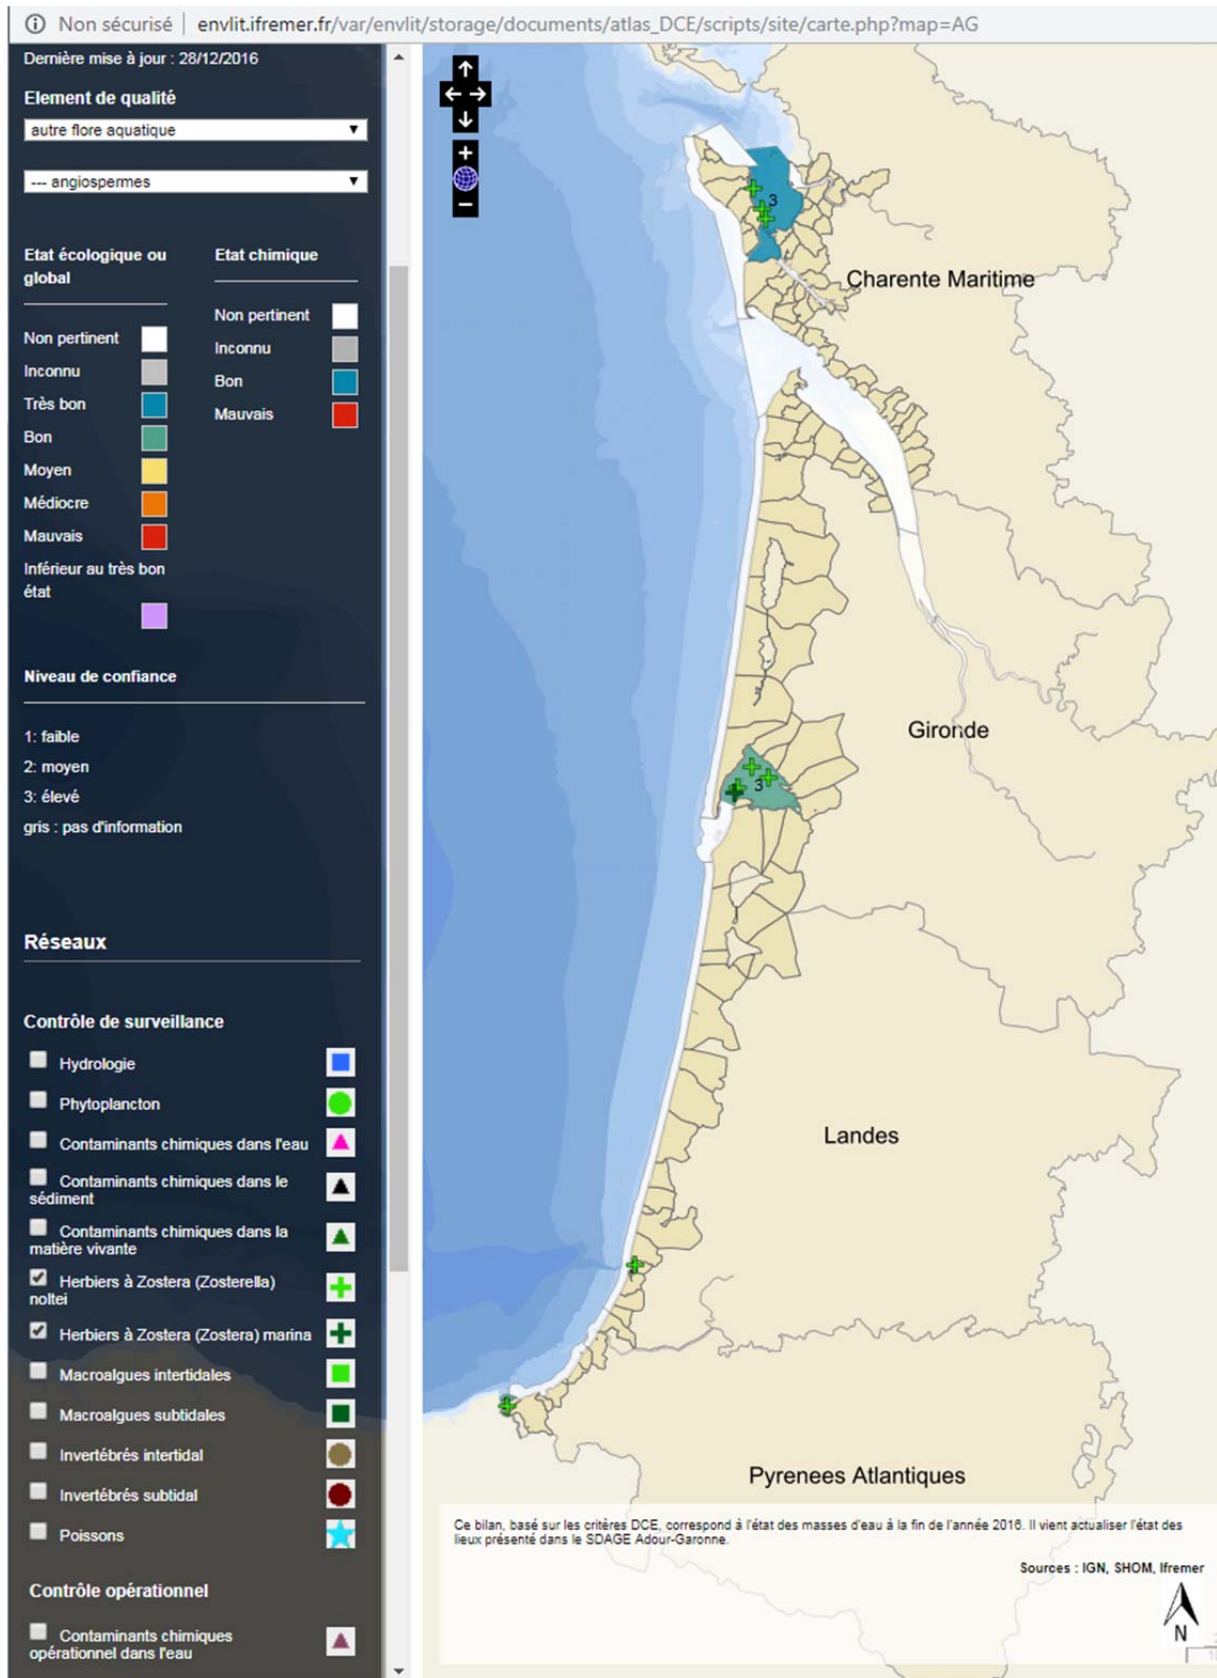 Non sécurisé | envlit.ifremer.fr/var/envlit/storage/documents/atlas_DCE/scripts/site/carte.php?map=AG
Dernière mise à jour : 28/12/2016
Element de qualité
autre flore aquatique
--- angiospermes
Etat écologique ou
global
Non pertinent
Inconnu
Très bon
Bon
Moyen
Médiocre
Mauvais
Inférieur au très bon
état
Etat chimique
Non pertinent
Inconnu
Bon
Mauvais
Niveau de confiance
1: faible
2: moyen
3: élevé
gris : pas d'information
Réseaux
Contrôle de surveillance
Hydrologie
Phytoplancton
Contaminants chimiques dans l'eau
Contaminants chimiques dans le
sédiment
Contaminants chimiques dans la
matière vivante
Herbiers à Zostera (Zosterella)
noltei
Herbiers à Zostera (Zostera) marina
Macroalgues intertidales
Macroalgues subtidales
Invertébrés intertidal
Invertébrés subtidal
Poissons
Contrôle opérationnel
Contaminants chimiques
opérationnel dans l'eau
3
Charente Maritime
Gironde
3
Landes
Pyrenees Atlantiques
Ce bilan, basé sur les critères DCE, correspond à l'état des masses d'eau à la fin de l'année 2016. Il vient actualiser l'état des
lieux présenté dans le SDAGE Adour-Garonne.
Sources : IGN, SHOM, Ifremer
N